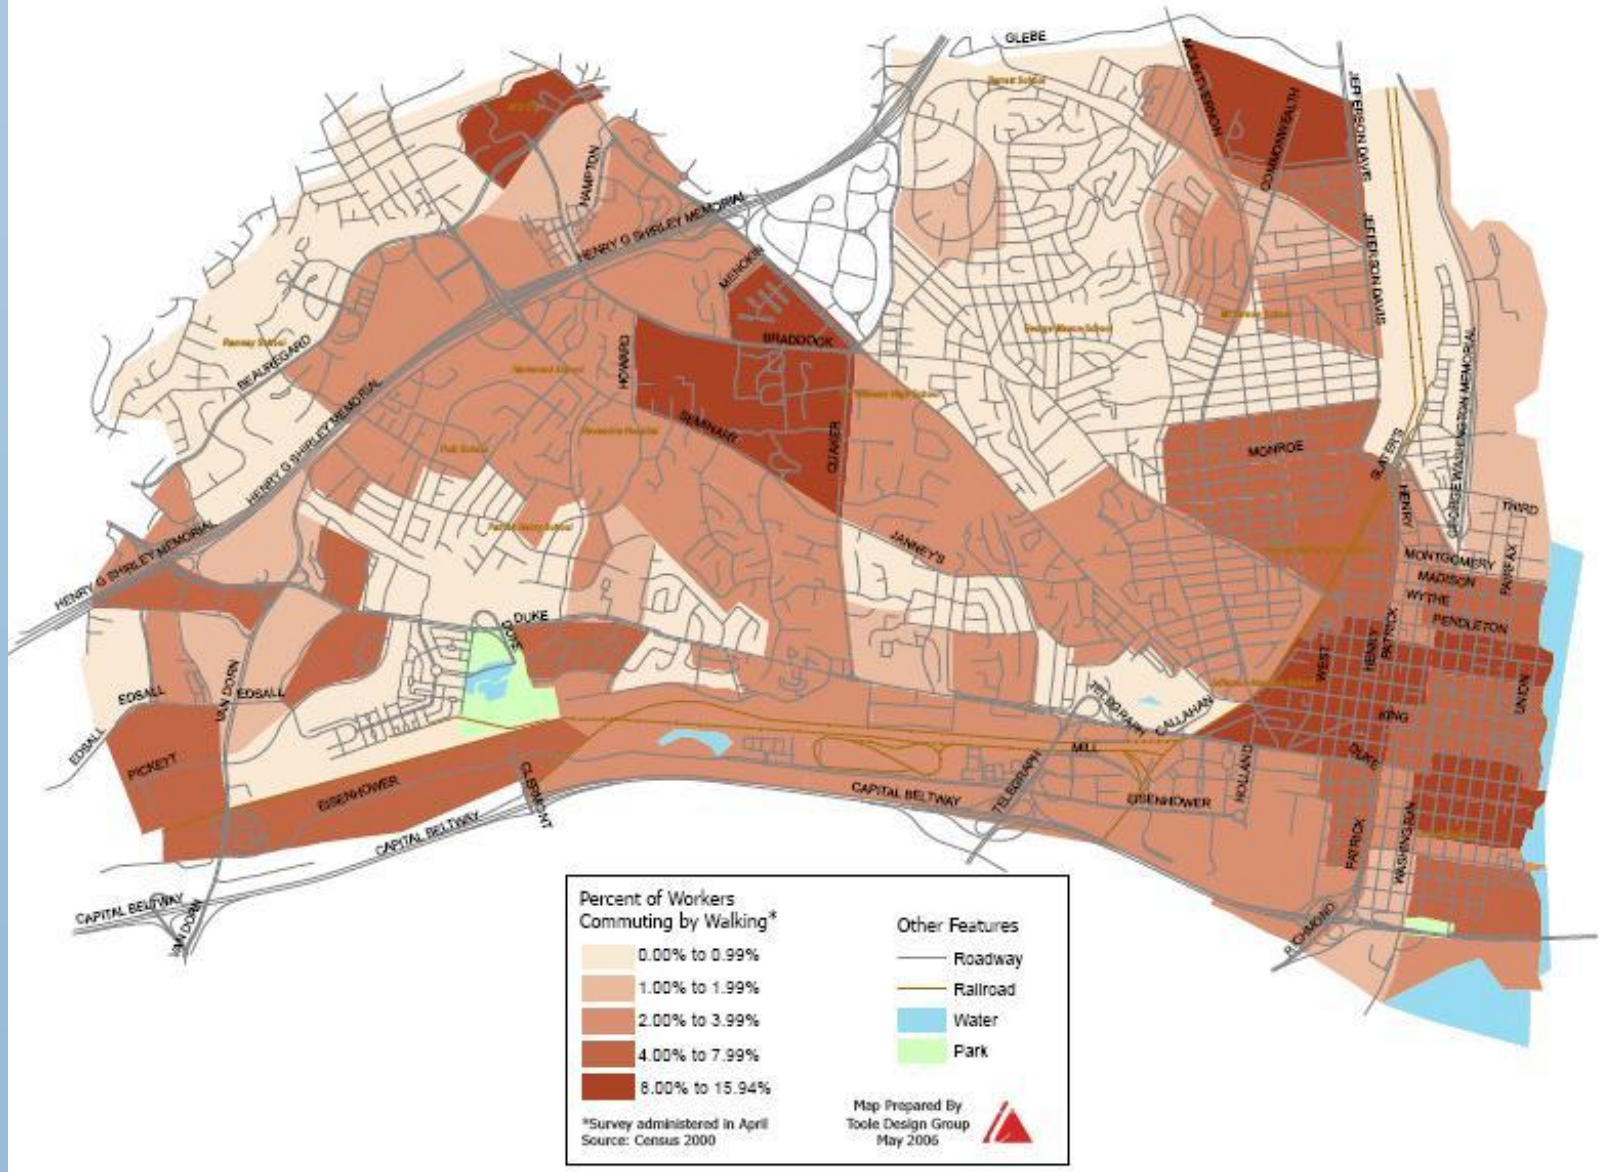 GLEBE
MOUNT VERNON
COMMONWEALTH
JEFFERSON DAVE
JEFFERSON DAVIS
HAMPTON
HENRY G SHIRLEY MEMORIAL
BRADDOCK
HOWARD
SEMINARY
QUAKER
BEAUREGARD
HENRY G SHIRLEY MEMORIAL
HENRY G SHIRLEY MEMORIAL
HENRY G SHIRLEY MEMORIAL
MONROE
SLATER'S
GEORGE WASHINGTON MEMORIAL
HENRY
THIRD
JANNEY'S
MONTGOMERY
FAIRFAX
MADISON
WYTHE
PENDLETON
DUKE
DUKE
HENRY
PATRICK
WEST
UNION
EDSALL
VAN DORN
EDSALL
EDSALL
TELEGRAPH
CALLAHAN
KING
DUKE
MILL
PICKETT
EISENHOWER
CLERMONT
CAPITAL BELTWAY
TELEGRAPH
EISENHOWER
HOLLAND
CAPITAL BELTWAY
PATRICK
WASHINGTON
CAPITAL BELTWAY
VAN DORN
RICHMOND
Percent of Workers
Commuting by Walking*
0.00% to 0.99%
1.00% to 1.99%
2.00% to 3.99%
4.00% to 7.99%
8.00% to 15.94%
*Survey administered in April
Source: Census 2000
Other Features
Roadway
Railroad
Water
Park
Map Prepared By
Toole Design Group
May 2006